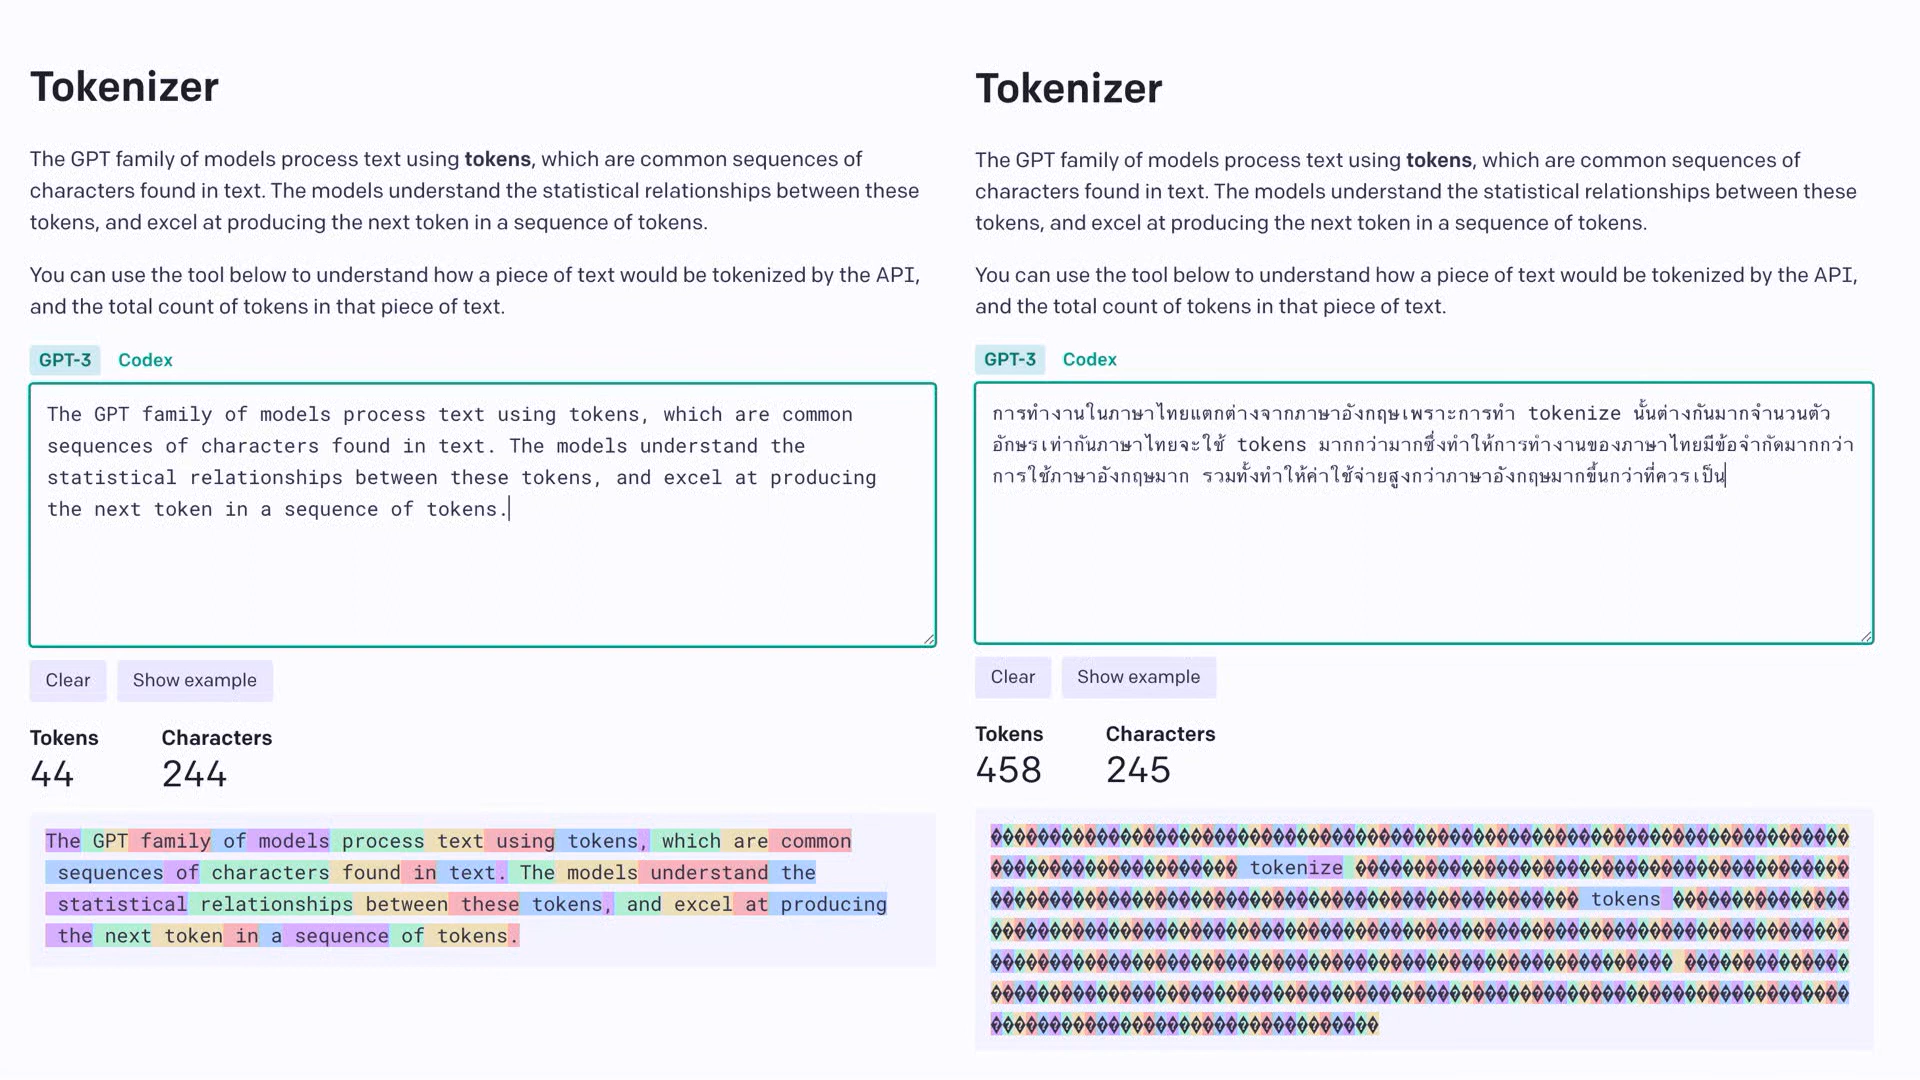 Tokenizer
The GPT family of models process text using tokens, which are common sequences of
characters found in text. The models understand the statistical relationships between these
tokens, and excel at producing the next token in a sequence of tokens.
You can use the tool below to understand how a piece of text would be tokenized by the API,
and the total count of tokens in that piece of text.
GPT-3 Codex
The GPT family of models process text using tokens, which are common
sequences of characters found in text. The models understand the
statistical relationships between these tokens, and excel at producing
the next token in a sequence of tokens.
Clear Show example
Tokens Characters
44 244
The GPT family of models process text using tokens, which are common
sequences of characters found in text. The models understand the
statistical relationships between these tokens, and excel at producing
the next token in a sequence of tokens.
Tokenizer
The GPT family of models process text using tokens, which are common sequences of
characters found in text. The models understand the statistical relationships between these
tokens, and excel at producing the next token in a sequence of tokens.
You can use the tool below to understand how a piece of text would be tokenized by the API,
and the total count of tokens in that piece of text.
GPT-3 Codex
การทำงานในภาษาไทยแตกต่างจากภาษาอังกฤษเพราะการทำ tokenize นั้นต่างกันมากจำนวนตัว
อักษรเท่ากันภาษาไทยจะใช้ tokens มากกว่ามากซึ่งทำให้การทำงานของภาษาไทยมีข้อจำกัดมากกว่า
การใช้ภาษาอังกฤษมาก รวมทั้งทำให้ค่าใช้จ่ายสูงกว่าภาษาอังกฤษมากขึ้นกว่าที่ควรเป็น
Clear Show example
Tokens Characters
458 245
tokenize
tokens